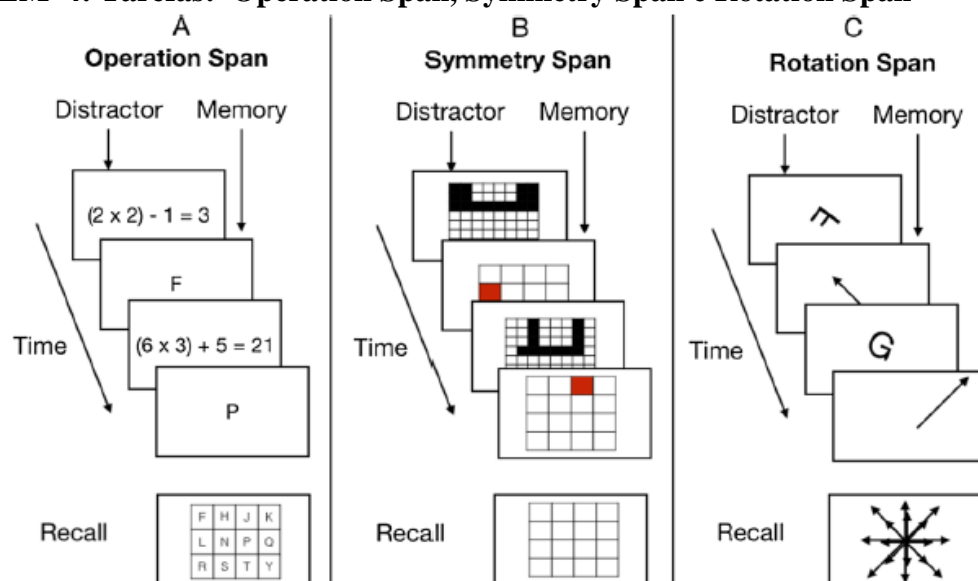 4. Tarefas: Operation Span, Symmetry Span e Rotation Span
A
Operation Span
Distractor Memory
(2 x 2) - 1 = 3
F
(6 x 3) + 5 = 21
P
Time
Recall
F H J K
L N P Q
R S T Y
B
Symmetry Span
Distractor Memory
Time
Recall
C
Rotation Span
Distractor Memory
F
G
Time
Recall